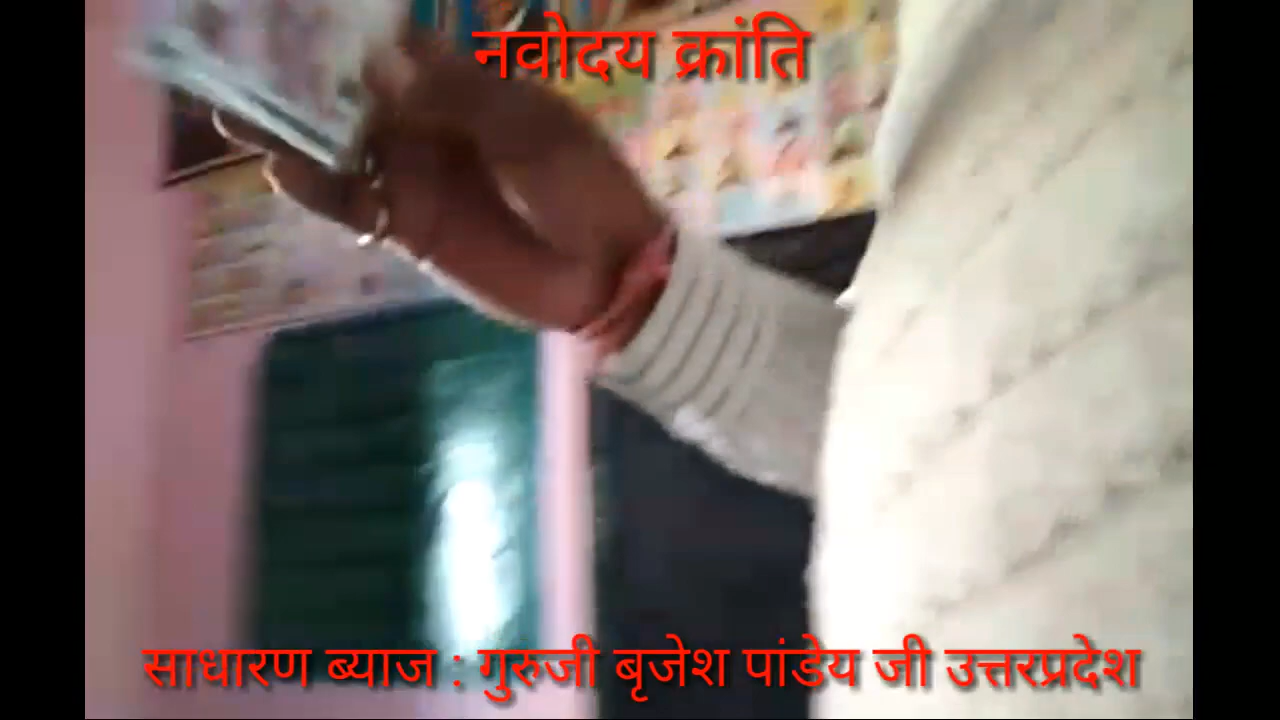 नवोदय क्रांति
साधारण ब्याज : गुरुजी बृजेश पांडेय जी उत्तरप्रदेश